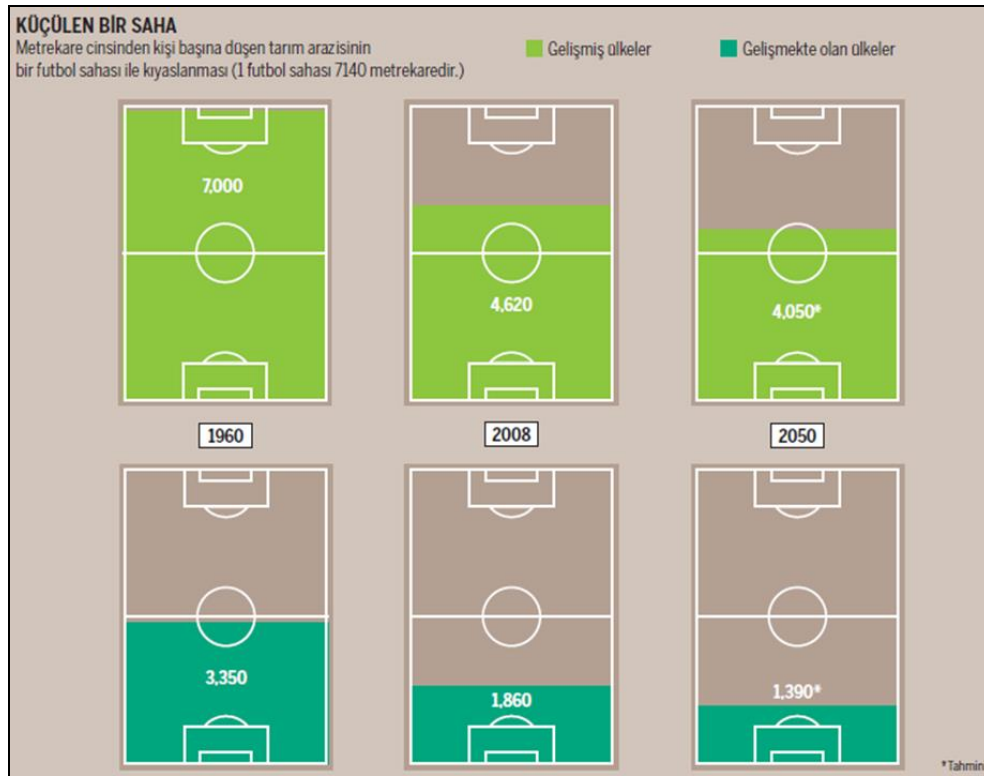 KÜÇÜLEN BİR SAHA
Metrekare cinsinden kişi başına düşen tarım arazisinin
bir futbol sahası ile kıyaslanması (1 futbol sahası 7140 metrekaredir.)
Gelişmiş ülkeler
Gelişmekte olan ülkeler
7,000
4,620
4,050*
1960
2008
2050
3,350
1,860
1,390*
*Tahmin